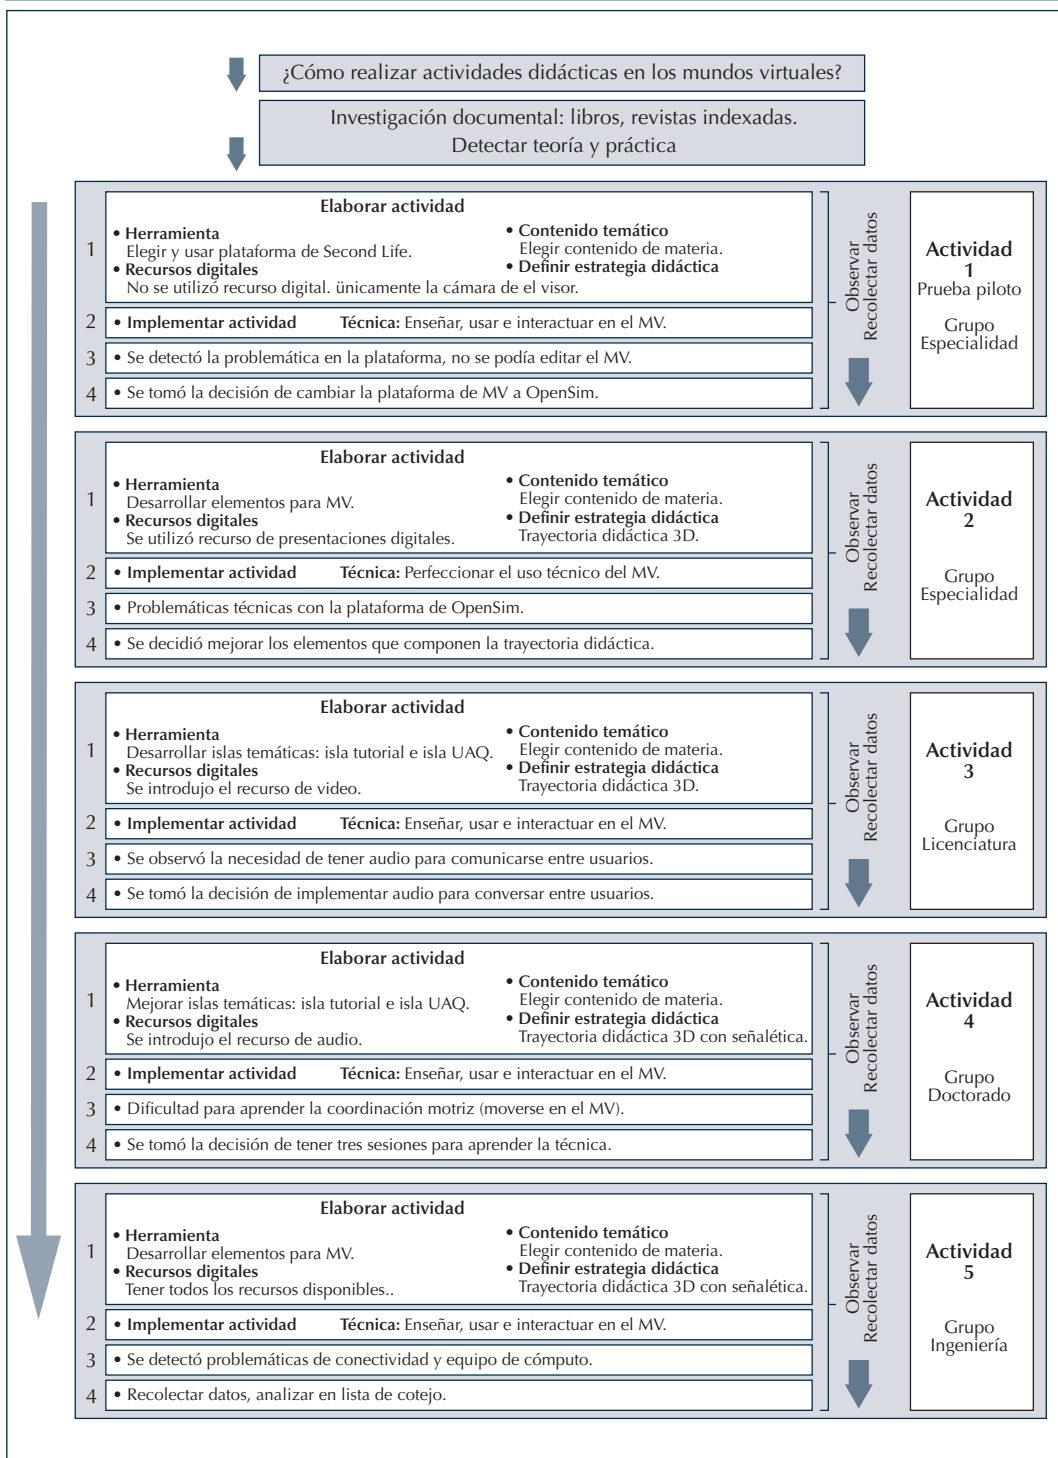 ¿Cómo realizar actividades didácticas en los mundos virtuales?
Investigación documental: libros, revistas indexadas.
Detectar teoría y práctica
Elaborar actividad
1
• Herramienta
Elegir y usar plataforma de Second Life.
• Recursos digitales
No se utilizó recurso digital. ünicamente la cámara de el visor.
• Contenido temático
Elegir contenido de materia.
• Definir estrategia didáctica
2 • Implementar actividad Técnica: Enseñar, usar e interactuar en el MV.
3 • Se detectó la problemática en la plataforma, no se podía editar el MV.
4 • Se tomó la decisión de cambiar la plataforma de MV a OpenSim.
Observar
Recolectar datos
Actividad
1
Prueba piloto
Grupo
Especialidad
Elaborar actividad
1
• Herramienta
Desarrollar elementos para MV.
• Recursos digitales
Se utilizó recurso de presentaciones digitales.
• Contenido temático
Elegir contenido de materia.
• Definir estrategia didáctica
Trayectoria didáctica 3D.
2 • Implementar actividad Técnica: Perfeccionar el uso técnico del MV.
3 • Problemáticas técnicas con la plataforma de OpenSim.
4 • Se decidió mejorar los elementos que componen la trayectoria didáctica.
Observar
Recolectar datos
Actividad
2
Grupo
Especialidad
Elaborar actividad
1
• Herramienta
Desarrollar islas temáticas: isla tutorial e isla UAQ.
• Recursos digitales
Se introdujo el recurso de video.
• Contenido temático
Elegir contenido de materia.
• Definir estrategia didáctica
Trayectoria didáctica 3D.
2 • Implementar actividad Técnica: Enseñar, usar e interactuar en el MV.
3 • Se observó la necesidad de tener audio para comunicarse entre usuarios.
4 • Se tomó la decisión de implementar audio para conversar entre usuarios.
Observar
Recolectar datos
Actividad
3
Grupo
Licenciatura
Elaborar actividad
1
• Herramienta
Mejorar islas temáticas: isla tutorial e isla UAQ.
• Recursos digitales
Se introdujo el recurso de audio.
• Contenido temático
Elegir contenido de materia.
• Definir estrategia didáctica
Trayectoria didáctica 3D con señalética.
2 • Implementar actividad Técnica: Enseñar, usar e interactuar en el MV.
3 • Dificultad para aprender la coordinación motriz (moverse en el MV).
4 • Se tomó la decisión de tener tres sesiones para aprender la técnica.
Observar
Recolectar datos
Actividad
4
Grupo
Doctorado
Elaborar actividad
1
• Herramienta
Desarrollar elementos para MV.
• Recursos digitales
Tener todos los recursos disponibles..
• Contenido temático
Elegir contenido de materia.
• Definir estrategia didáctica
Trayectoria didáctica 3D con señalética.
2 • Implementar actividad Técnica: Enseñar, usar e interactuar en el MV.
3 • Se detectó problemáticas de conectividad y equipo de cómputo.
4 • Recolectar datos, analizar en lista de cotejo.
Observar
Recolectar datos
Actividad
5
Grupo
Ingeniería